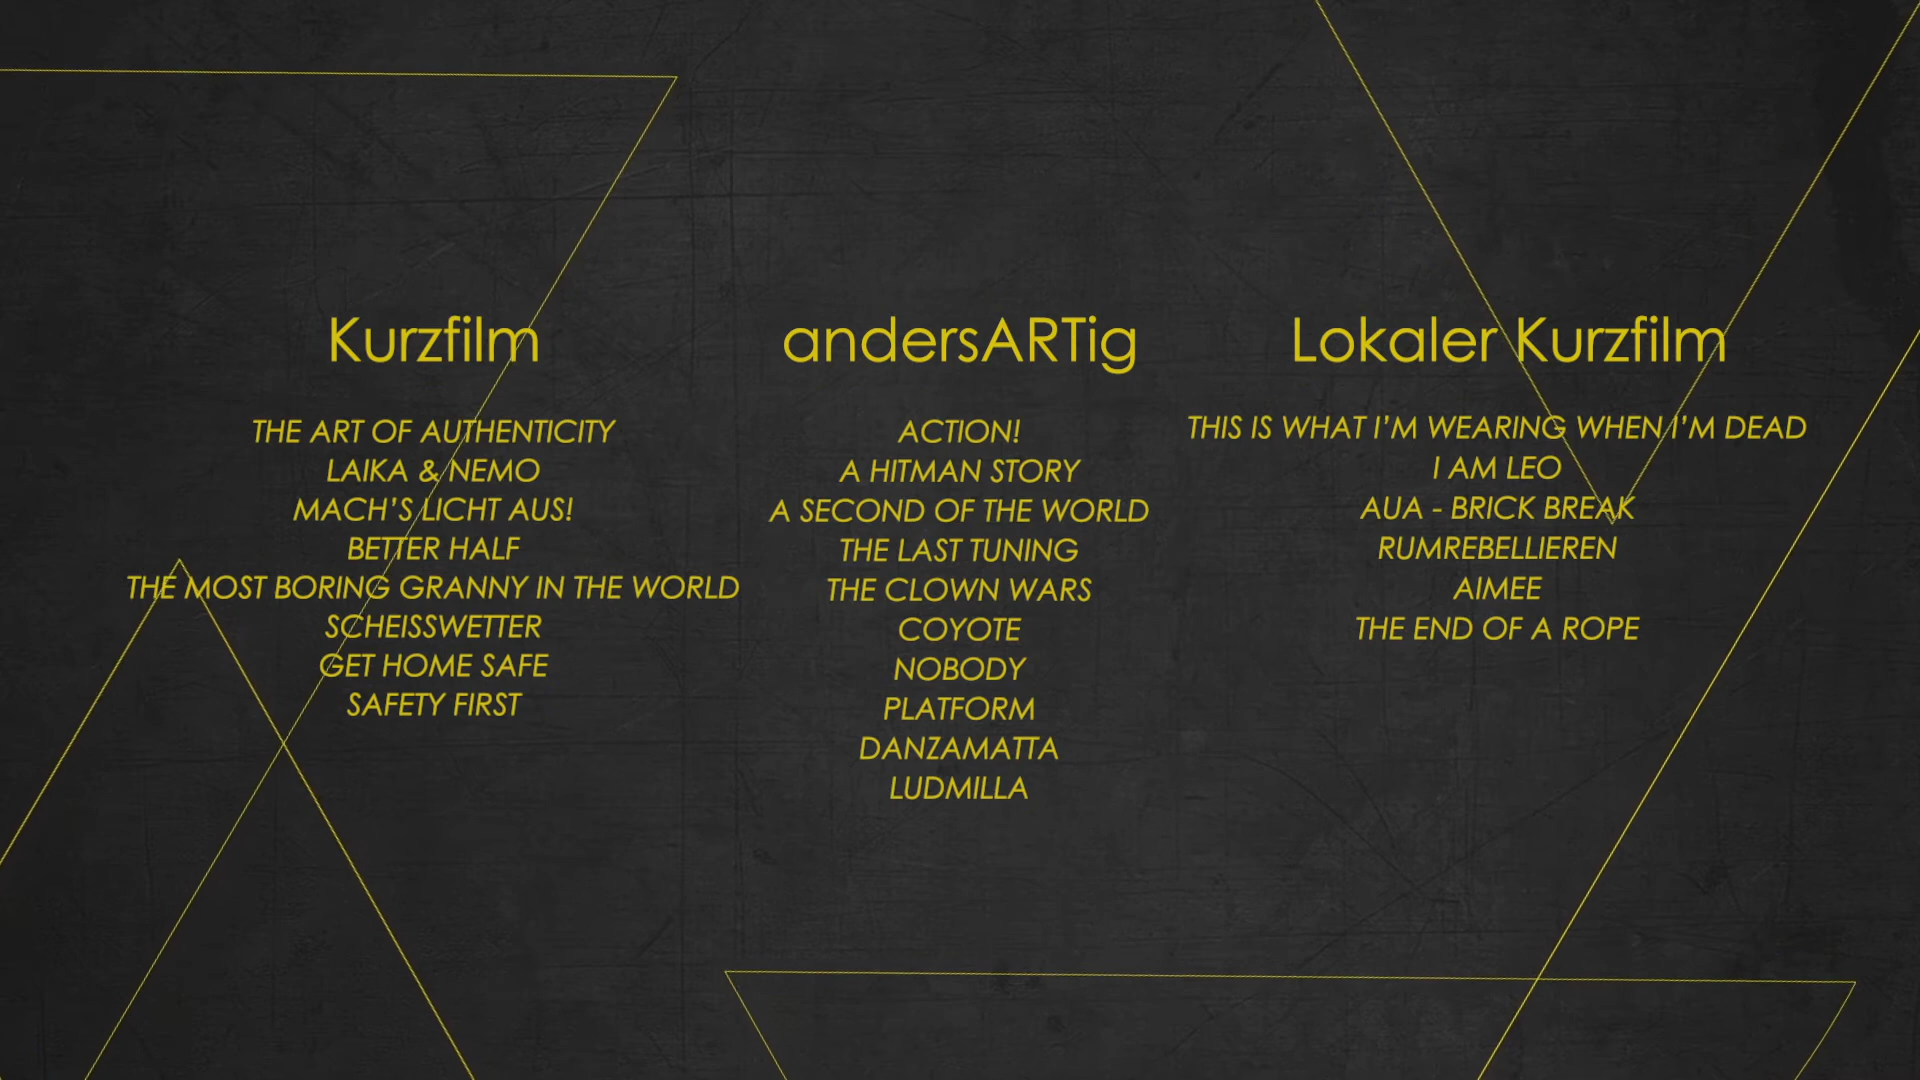 Kurzfilm
THE ART OF AUTHENTICITY
LAIKA & NEMO
MACH'S LICHT AUS!
BETTER HALF
THE MOST BORING GRANNY IN THE WORLD
SCHEISSWETTER
GET HOME SAFE
SAFETY FIRST
andersARTig
ACTION!
A HITMAN STORY
A SECOND OF THE WORLD
THE LAST TUNING
THE CLOWN WARS
COYOTE
NOBODY
PLATFORM
DANZAMATTA
LUDMILLA
Lokaler Kurzfilm
THIS IS WHAT I'M WEARING WHEN I'M DEAD
I AM LEO
AUA - BRICK BREAK
RUMREBELLIEREN
AIMEE
THE END OF A ROPE